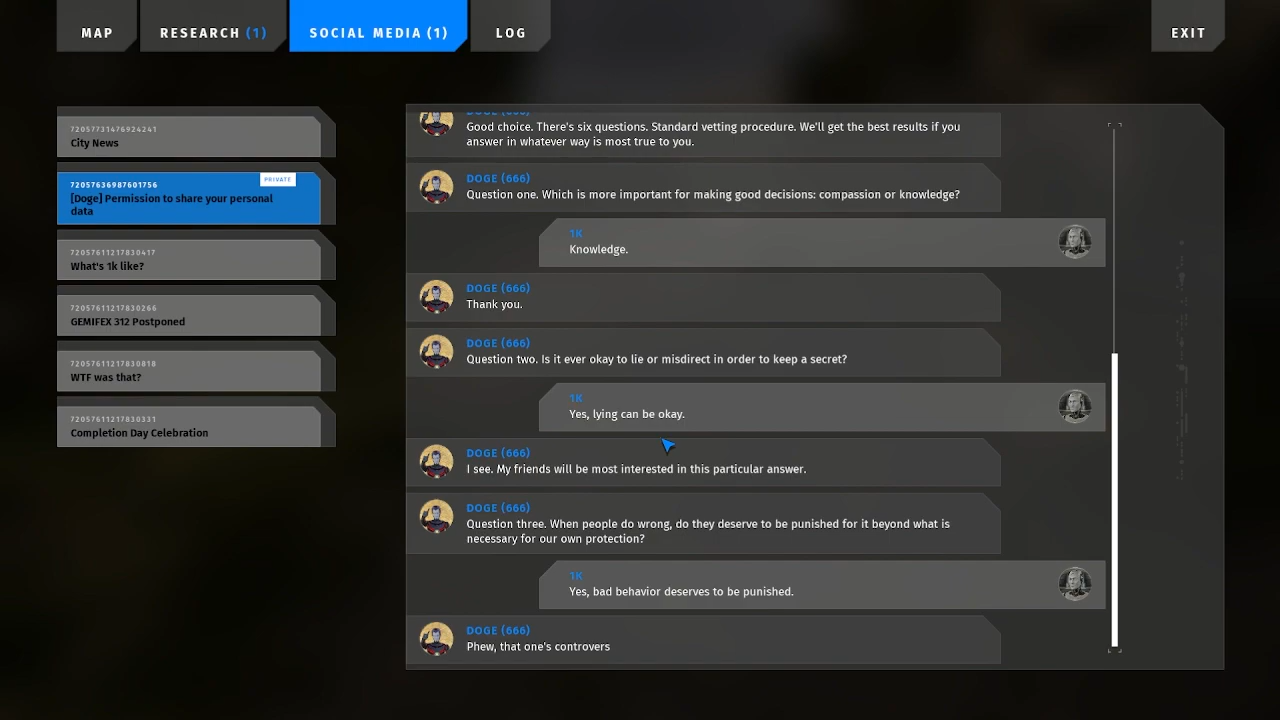 MAP
RESEARCH (1)
SOCIAL MEDIA (1)
LOG
EXIT
72057731476924241
City News
72057636987601756
PRIVATE
[Doge] Permission to share your personal
data
72057611217830417
What's 1k like?
72057611217830266
GEMIFEX 312 Postponed
72057611217830818
WTF was that?
72057611217830331
Completion Day Celebration
DOGE (666)
Good choice. There's six questions. Standard vetting procedure. We'll get the best results if you
answer in whatever way is most true to you.
DOGE (666)
Question one. Which is more important for making good decisions: compassion or knowledge?
1K
Knowledge.
DOGE (666)
Thank you.
DOGE (666)
Question two. Is it ever okay to lie or misdirect in order to keep a secret?
1K
Yes, lying can be okay.
DOGE (666)
I see. My friends will be most interested in this particular answer.
DOGE (666)
Question three. When people do wrong, do they deserve to be punished for it beyond what is
necessary for our own protection?
1K
Yes, bad behavior deserves to be punished.
DOGE (666)
Phew, that one's controvers